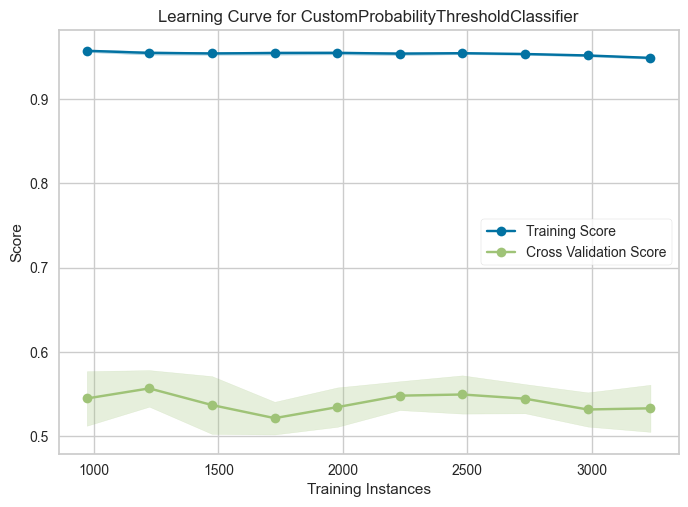 Learning Curve for CustomProbabilityThresholdClassifier
0.9
0.8
0.7
0.6
0.5
Score
Training Score
Cross Validation Score
1000 1500 2000 2500 3000
Training Instances